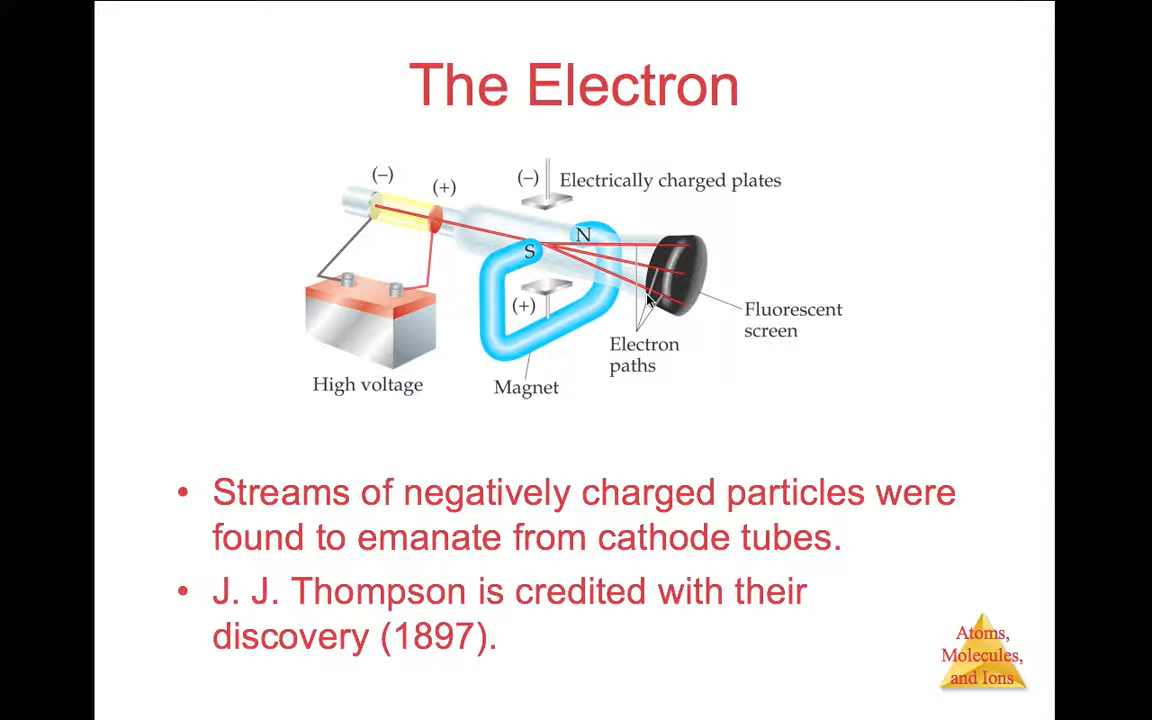 The Electron
(–)
(+)
(–)
Electrically charged plates
N
S
(+)
Fluorescent
screen
Electron
paths
High voltage
Magnet
• Streams of negatively charged particles were
found to emanate from cathode tubes.
• J. J. Thompson is credited with their
discovery (1897).
Atoms,
Molecules,
and Ions